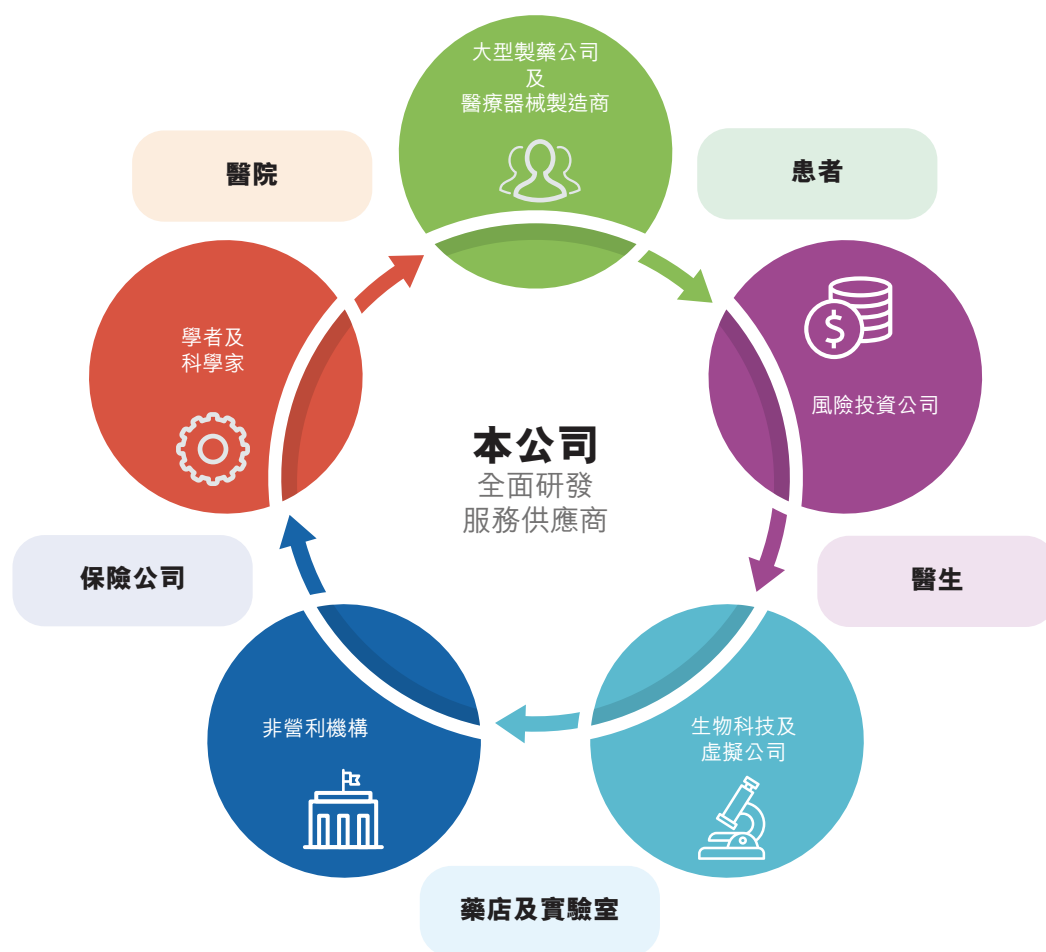 大型製藥公司
及
醫療器械製造商
醫院
患者
學者及
科學家
風險投資公司
本公司
全面研發
服務供應商
保險公司
醫生
非營利機構
生物科技及
虛擬公司
藥店及實驗室